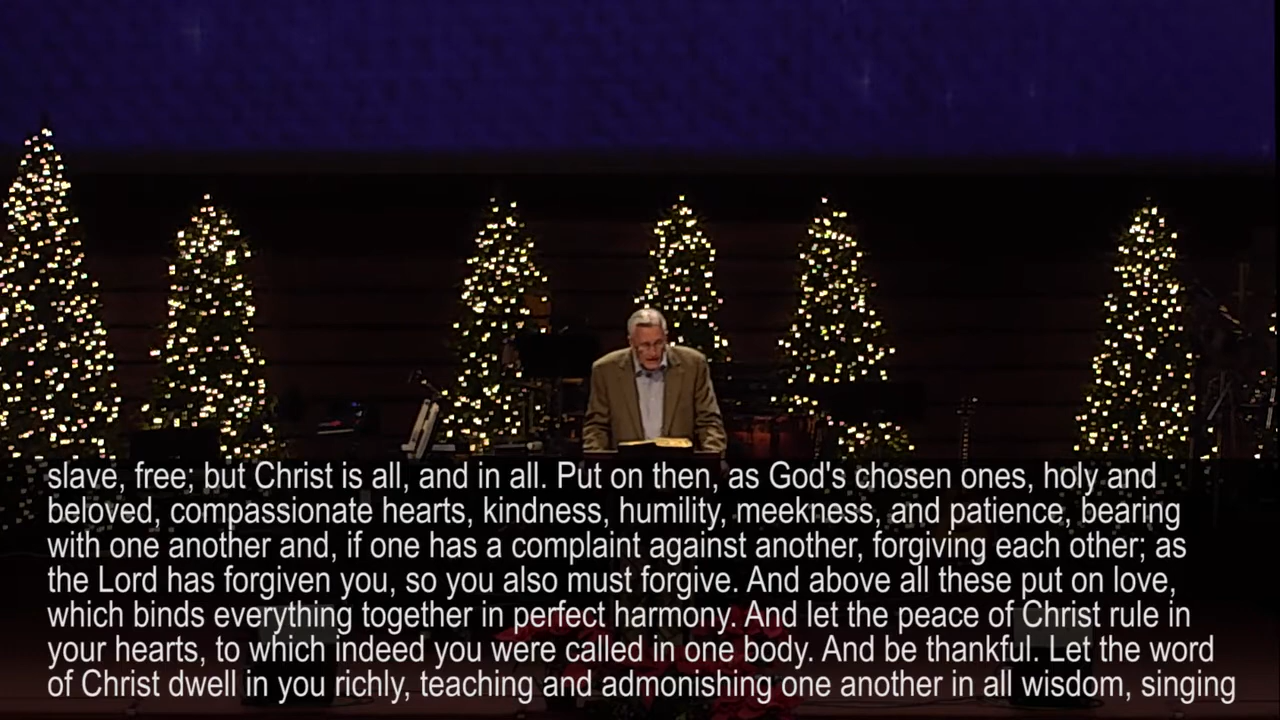 slave, free; but Christ is all, and in all. Put on then, as God's chosen ones, holy and
beloved, compassionate hearts, kindness, humility, meekness, and patience, bearing
with one another and, if one has a complaint against another, forgiving each other; as
the Lord has forgiven you, so you also must forgive. And above all these put on love,
which binds everything together in perfect harmony. And let the peace of Christ rule in
your hearts, to which indeed you were called in one body. And be thankful. Let the word
of Christ dwell in you richly, teaching and admonishing one another in all wisdom, singing